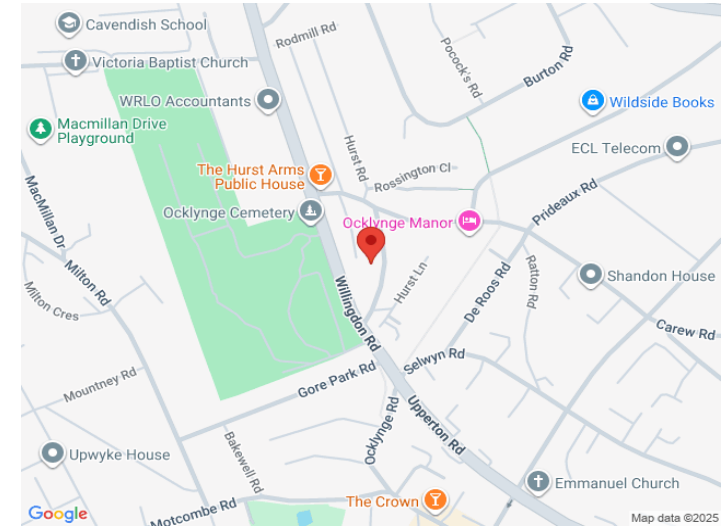 Cavendish School
Rodmill Rd
Pocock's Rd
Burton Rd
Victoria Baptist Church
WRLO Accountants
Wildside Books
Macmillan Drive
Playground
Hurst Rd
ECL Telecom
The Hurst Arms
Public House
Rossington Cl
Prideaux Rd
MacMillan Dr
Ocklynge Cemetery
Ocklynge Manor
Milton Rd
Willingdon Rd
Hurst Ln
De Roos Rd
Ratton Rd
Shandon House
Milton Cres
Carew Rd
Mountney Rd
Gore Park Rd
Selwyn Rd
Upperton Rd
Ocklynge Rd
Bakewell Rd
Upwyke House
Emmanuel Church
The Crown
Motcombe Rd
Google
Map data ©2025